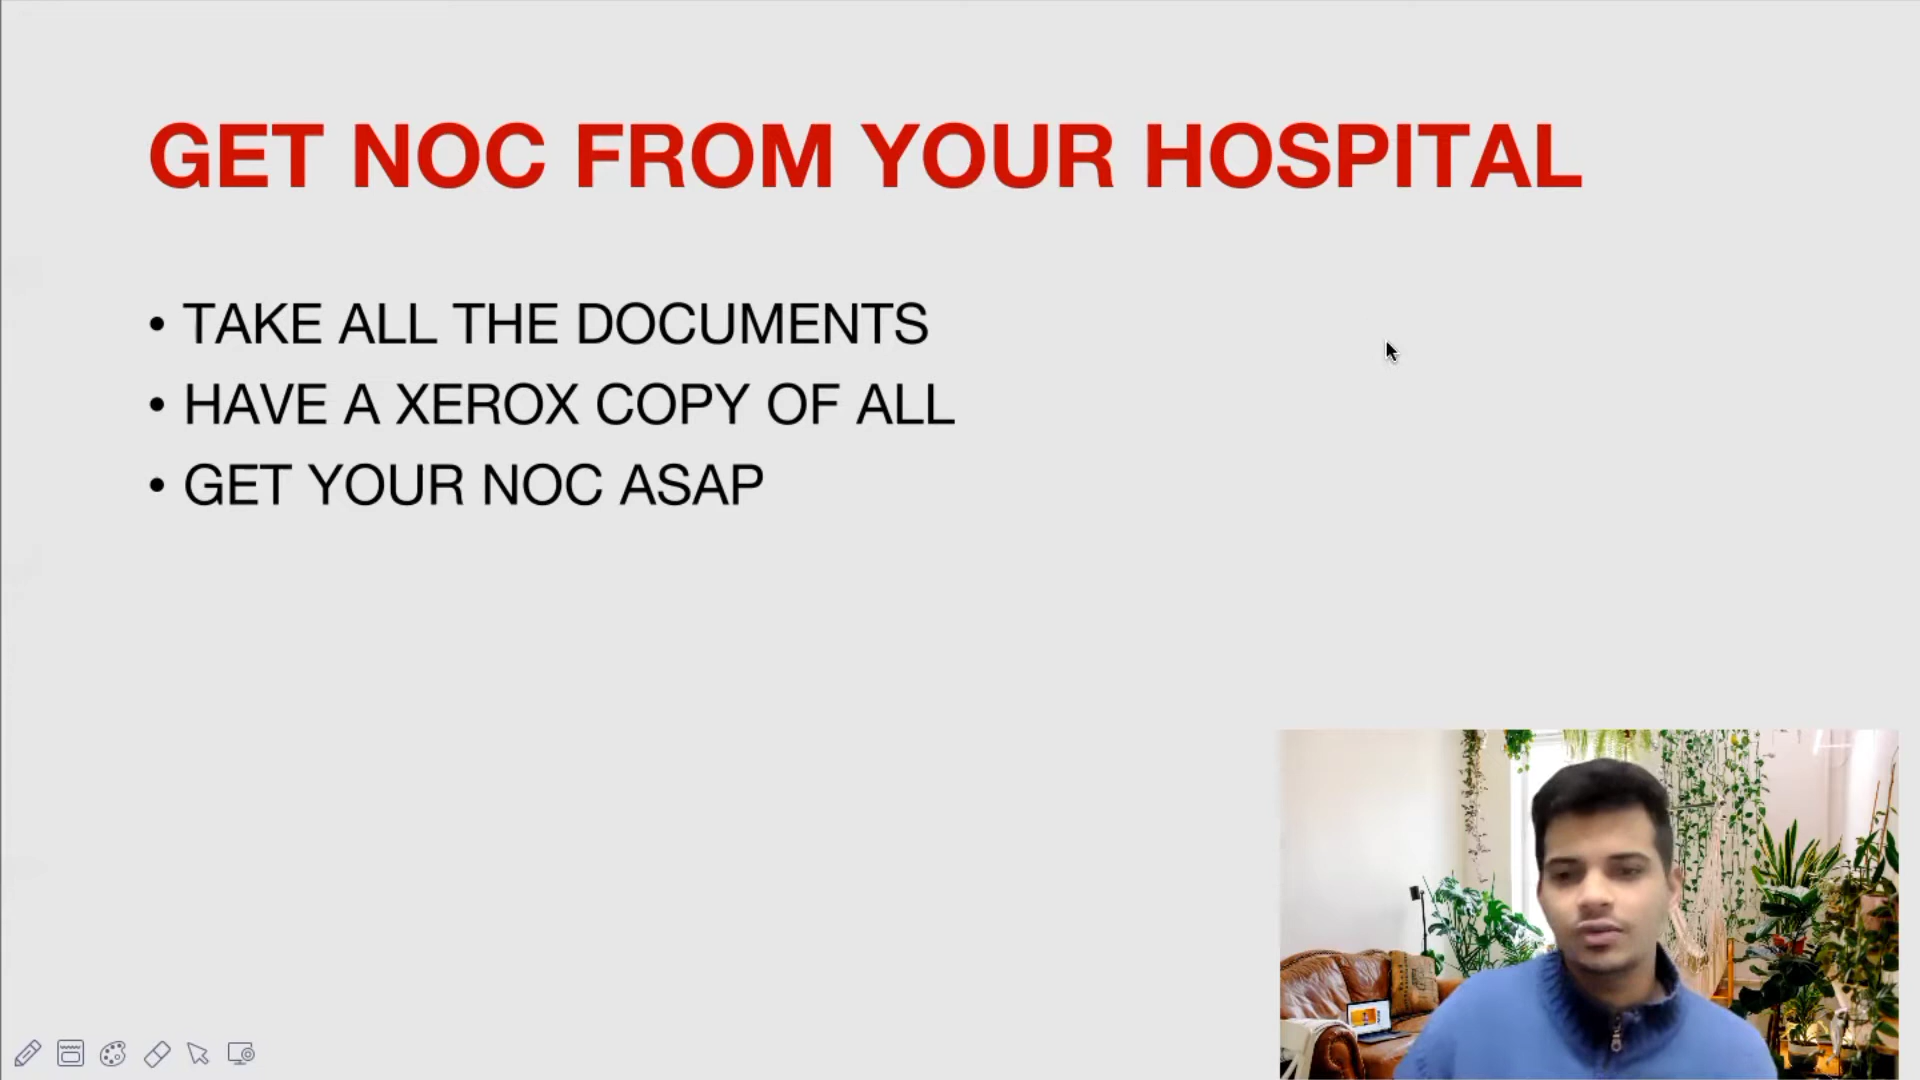 GET NOC FROM YOUR HOSPITAL
• TAKE ALL THE DOCUMENTS
• HAVE A XEROX COPY OF ALL
• GET YOUR NOC ASAP